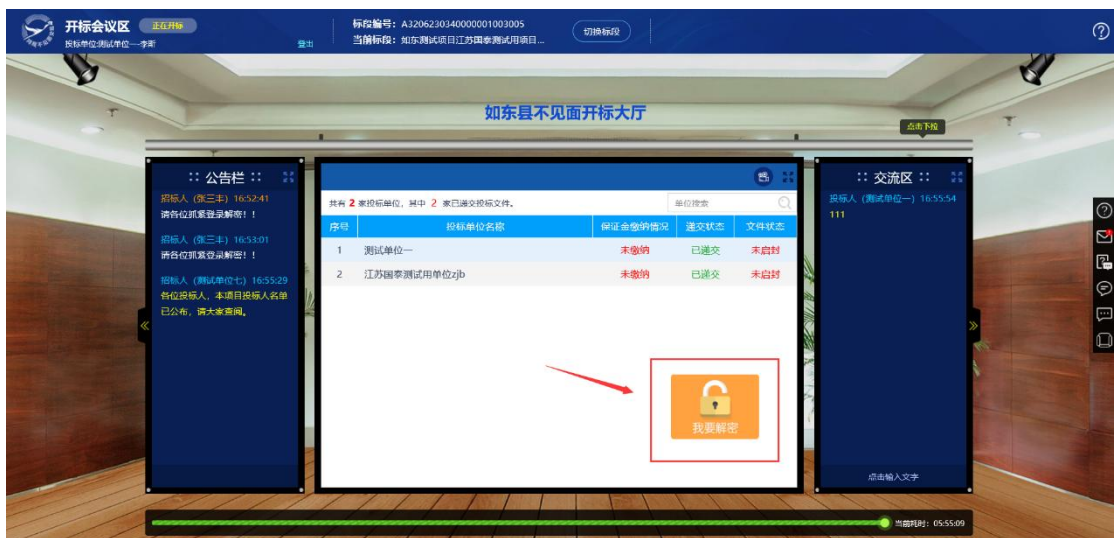 开标会议区 正在开标
投标单位:测试单位一--李昕
登出
标段编号：A3206230340000001003005
当前标段：如东测试项目江苏国泰测试用项目...
切换标段
如东县不见面开标大厅
点击下拉
:: 公告栏 ::
招标人（张三丰）16:52:41
请各位抓紧登录解密！！
招标人（张三丰）16:53:01
请各位抓紧登录解密！！
招标人（测试单位七）16:55:29
各位投标人，本项目投标人名单
已公布，请大家查阅。
共有 2 家投标单位，其中 2 家已递交投标文件。
单位搜索
序号 投标单位名称 保证金缴纳情况 递交状态 文件状态
1 测试单位一 未缴纳 已递交 未启封
2 江苏国泰测试用单位zjb 未缴纳 已递交 未启封
我要解密
:: 交流区 ::
投标人（测试单位一）16:55:54
111
点击输入文字
当前耗时：05:55:09